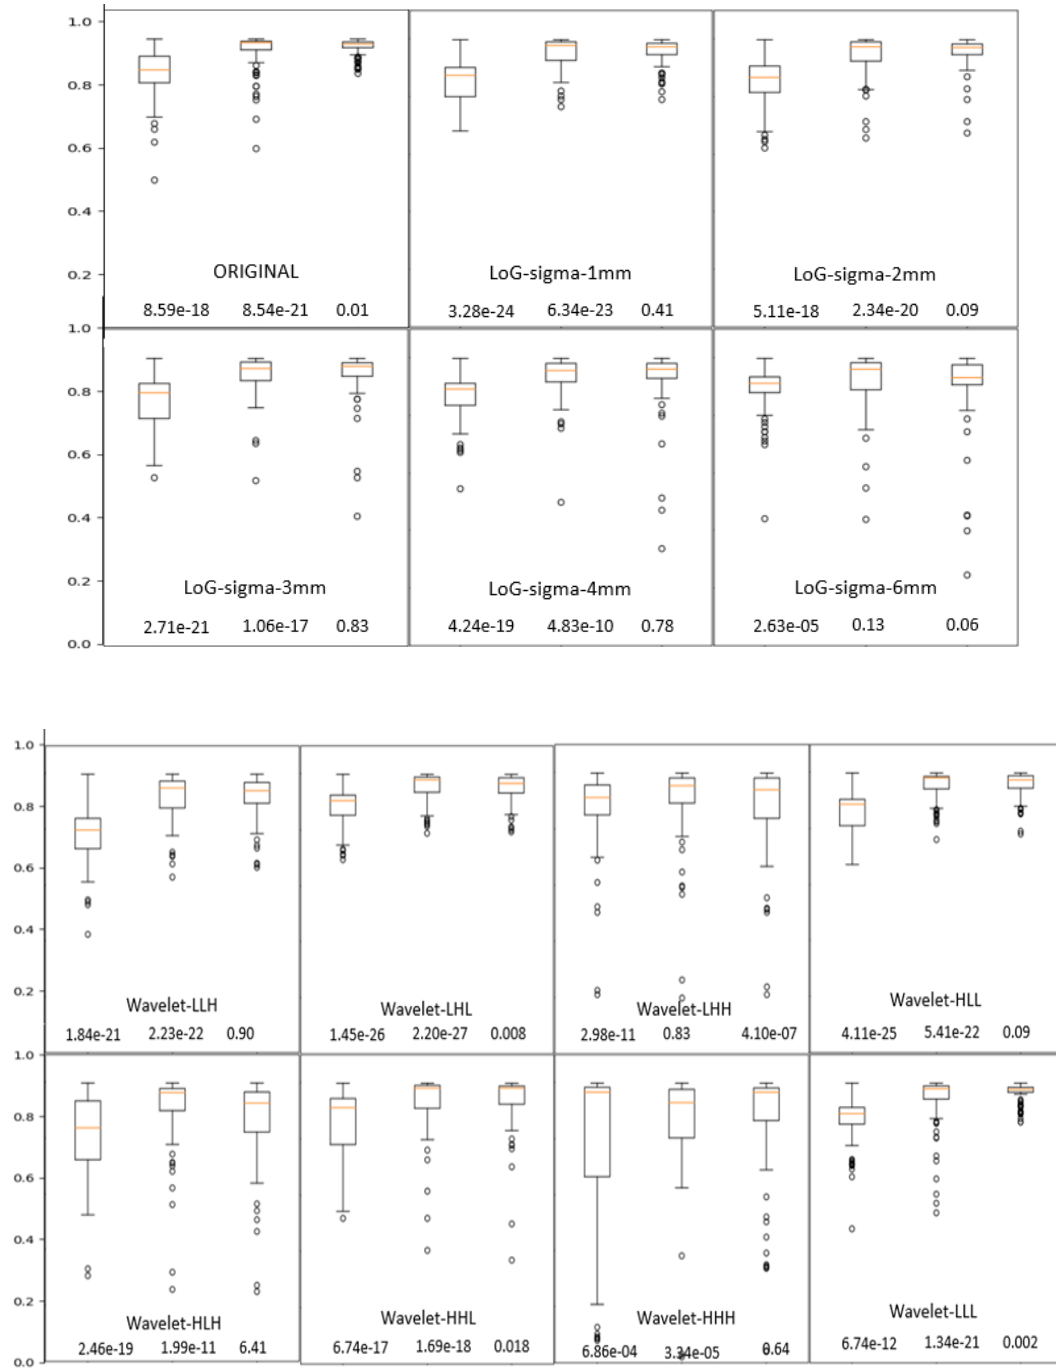 1.0
0.8
0.6
0.4
0.2
ORIGINAL
LoG-sigma-1mm
LoG-sigma-2mm
8.59e-18 8.54e-21 0.01
3.28e-24 6.34e-23 0.41
5.11e-18 2.34e-20 0.09
1.0
0.8
0.6
0.4
0.2
0.0
LoG-sigma-3mm
LoG-sigma-4mm
LoG-sigma-6mm
2.71e-21 1.06e-17 0.83
4.24e-19 4.83e-10 0.78
2.63e-05 0.13 0.06
1.0
0.8
0.6
0.4
0.2
Wavelet-LLH
Wavelet-LHL
Wavelet-LHH
Wavelet-HLL
1.84e-21 2.23e-22 0.90
1.45e-26 2.20e-27 0.008
2.98e-11 0.83 4.10e-07
4.11e-25 5.41e-22 0.09
1.0
0.8
0.6
0.4
0.2
0.0
Wavelet-HLH
Wavelet-HHL
Wavelet-HHH
Wavelet-LLL
2.46e-19 1.99e-11 6.41
6.74e-17 1.69e-18 0.018
6.86e-04 3.34e-05 0.64
6.74e-12 1.34e-21 0.002